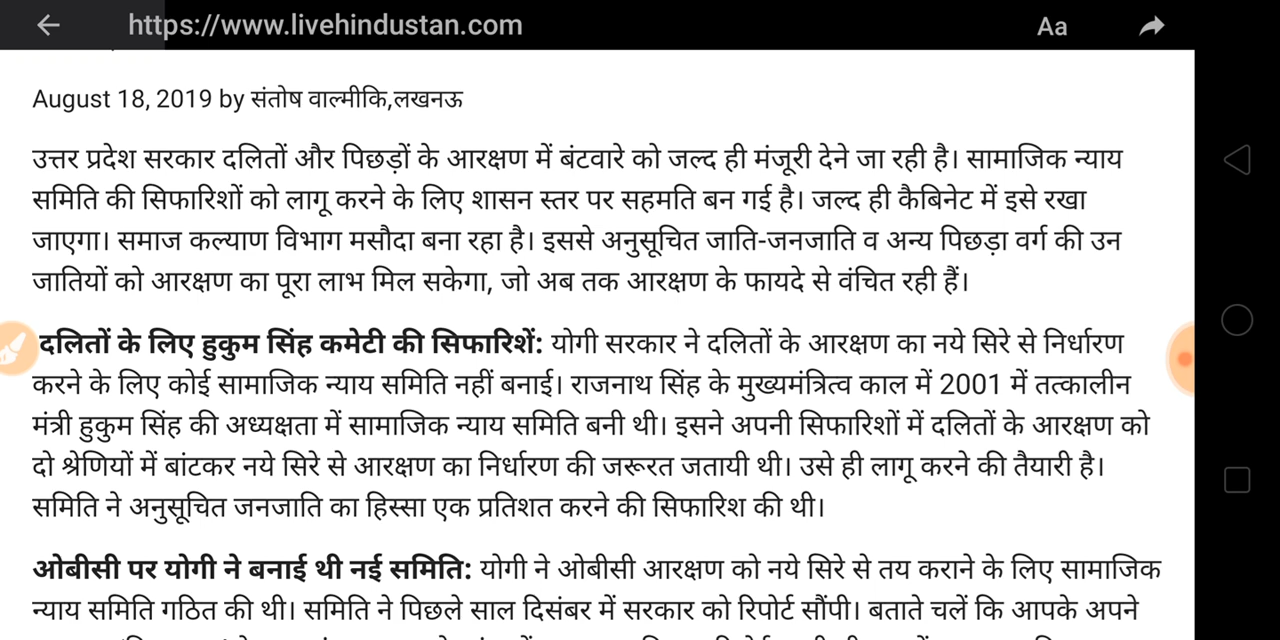 https://www.livehindustan.com
Aa
August 18, 2019 by संतोष वाल्मीकि,लखनऊ
उत्तर प्रदेश सरकार दलितों और पिछड़ों के आरक्षण में बंटवारे को जल्द ही मंजूरी देने जा रही है। सामाजिक न्याय
समिति की सिफारिशों को लागू करने के लिए शासन स्तर पर सहमति बन गई है। जल्द ही कैबिनेट में इसे रखा
जाएगा। समाज कल्याण विभाग मसौदा बना रहा है। इससे अनुसूचित जाति-जनजाति व अन्य पिछड़ा वर्ग की उन
जातियों को आरक्षण का पूरा लाभ मिल सकेगा, जो अब तक आरक्षण के फायदे से वंचित रही हैं।
दलितों के लिए हुकुम सिंह कमेटी की सिफारिशें: योगी सरकार ने दलितों के आरक्षण का नये सिरे से निर्धारण
करने के लिए कोई सामाजिक न्याय समिति नहीं बनाई। राजनाथ सिंह के मुख्यमंत्रित्व काल में 2001 में तत्कालीन
मंत्री हुकुम सिंह की अध्यक्षता में सामाजिक न्याय समिति बनी थी। इसने अपनी सिफारिशों में दलितों के आरक्षण को
दो श्रेणियों में बांटकर नये सिरे से आरक्षण का निर्धारण की जरूरत जतायी थी। उसे ही लागू करने की तैयारी है।
समिति ने अनुसूचित जनजाति का हिस्सा एक प्रतिशत करने की सिफारिश की थी।
ओबीसी पर योगी ने बनाई थी नई समिति: योगी ने ओबीसी आरक्षण को नये सिरे से तय कराने के लिए सामाजिक
न्याय समिति गठित की थी। समिति ने पिछले साल दिसंबर में सरकार को रिपोर्ट सौंपी। बताते चलें कि आपके अपने